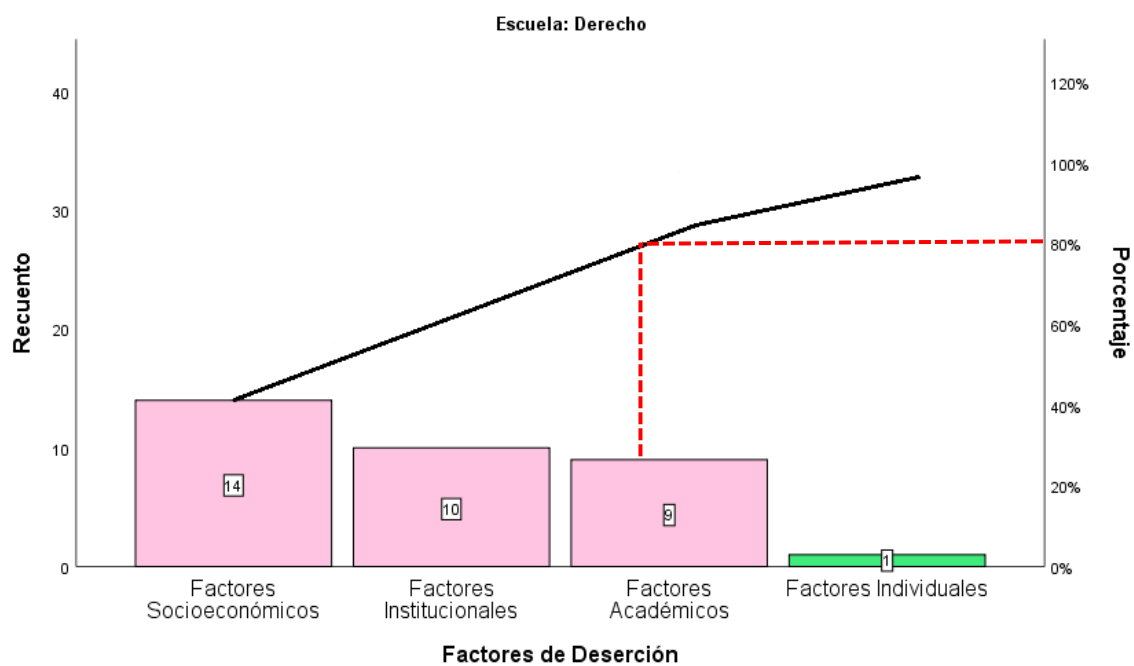 Escuela: Derecho
Recuento
40
30
20
10
0
120%
100%
80%
60%
40%
20%
0%
Porcentaje
14
10
9
1
Factores
Socioeconómicos
Factores
Institucionales
Factores
Académicos
Factores Individuales
Factores de Deserción